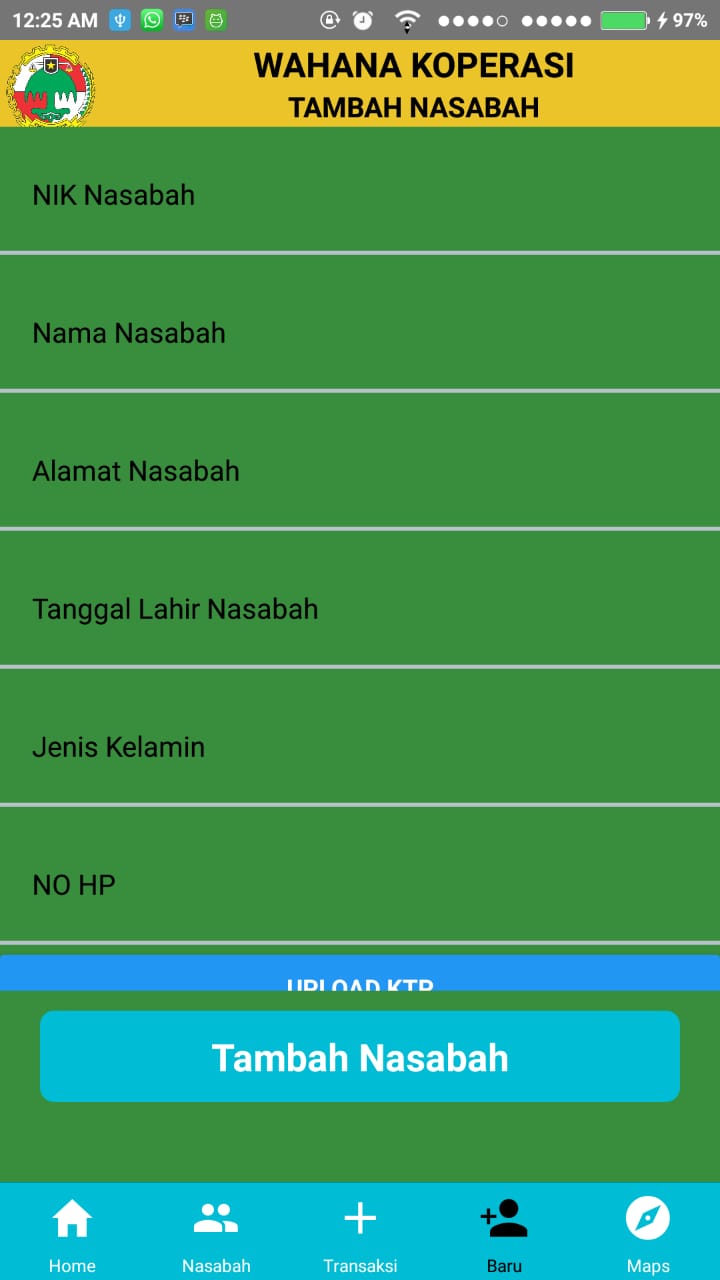 12:25 AM
97%
WAHANA KOPERASI
TAMBAH NASABAH
NIK Nasabah
Nama Nasabah
Alamat Nasabah
Tanggal Lahir Nasabah
Jenis Kelamin
NO HP
UPLOAD KTP
Tambah Nasabah
Home
Nasabah
Transaksi
Baru
Maps